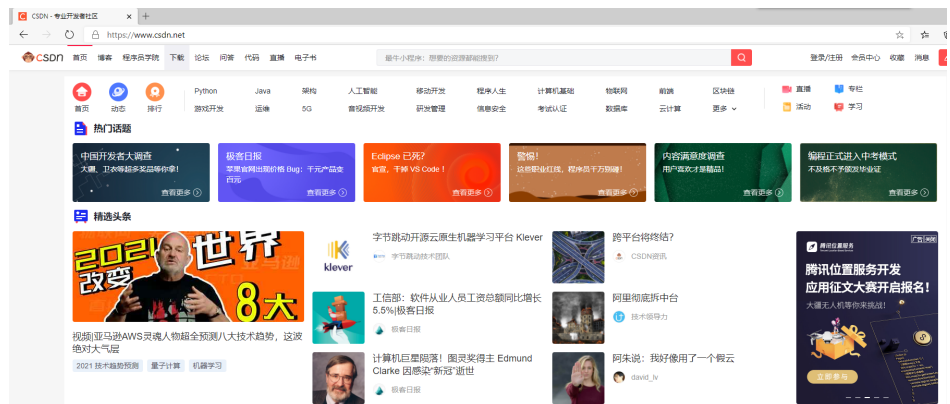 CSDN - 专业开发者社区
https://www.csdn.net
CSDN 首页 博客 程序员学院 下载 论坛 问答 代码 直播 电子书
最牛小程序：想要的资源都能搜到?
登录/注册 会员中心 收藏 消息
首页 动态 排行
Python Java 架构 人工智能 移动开发 程序人生 计算机基础 物联网 前端 区块链
游戏开发 运维 5G 音视频开发 研发管理 信息安全 考试认证 数据库 云计算 更多
直播 专栏
活动 学习
热门话题
中国开发者大调查
大疆、卫衣等超多奖品等你拿!
查看更多
极客日报
苹果官网出现价格 Bug：千元产品变
百元
查看更多
Eclipse 已死?
官宣，干掉 VS Code！
查看更多
警惕!
这些职业红线，程序员千万别碰!
查看更多
内容满意度调查
用户喜欢才是精品!
查看更多
编程正式进入中考模式
不及格不予颁发毕业证
查看更多
精选头条
2021 世界
改变
亚马逊
8大
视频|亚马逊AWS灵魂人物超全预测八大技术趋势，这波
绝对大气层
2021 技术趋势预测 量子计算 机器学习
klever
字节跳动开源云原生机器学习平台 Klever
字节跳动技术团队
工信部：软件从业人员工资总额同比增长
5.5%|极客日报
极客日报
计算机巨星陨落！图灵奖得主 Edmund
Clarke 因感染“新冠”逝世
极客日报
跨平台将终结?
CSDN资讯
阿里彻底拆中台
技术领导力
阿朱说：我好像用了一个假云
david_lv
腾讯位置服务
广告 关闭
腾讯位置服务开发
应用征文大赛开启报名!
大疆无人机等你来挑战!
立即参与